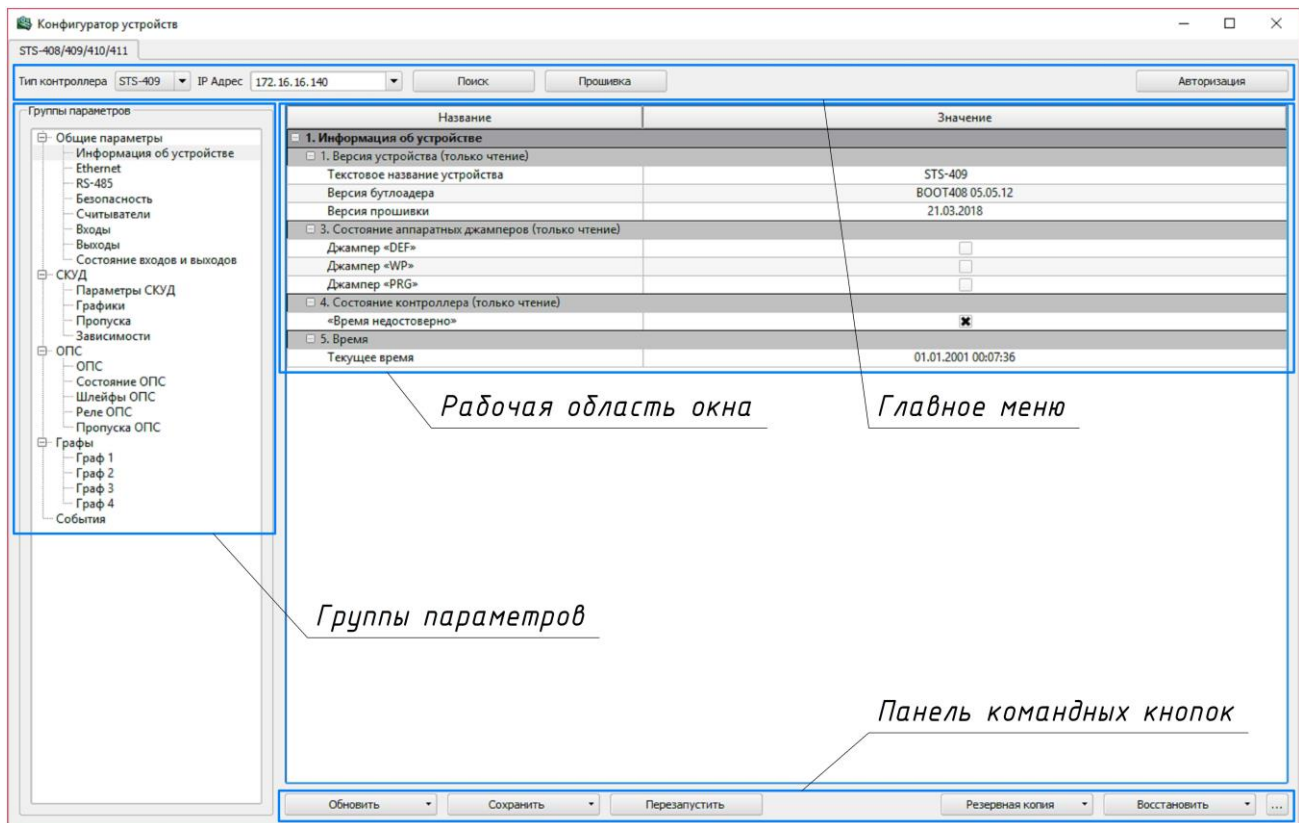 Конфигуратор устройств
STS-408/409/410/411
Тип контроллера STS-409 IP Адрес 172.16.16.140 Поиск Прошивка Авторизация
Группы параметров
Общие параметры
Информация об устройстве
Ethernet
RS-485
Безопасность
Считыватели
Входы
Выходы
Состояние входов и выходов
СКУД
Параметры СКУД
Графики
Пропуска
Зависимости
ОПС
ОПС
Состояние ОПС
Шлейфы ОПС
Реле ОПС
Пропуска ОПС
Графы
Граф 1
Граф 2
Граф 3
Граф 4
События
Название Значение
1. Информация об устройстве
1. Версия устройства (только чтение)
Текстовое название устройства STS-409
Версия бутлоадера BOOT408 05.05.12
Версия прошивки 21.03.2018
3. Состояние аппаратных джамперов (только чтение)
Джампер «DEF»
Джампер «WP»
Джампер «PRG»
4. Состояние контроллера (только чтение)
«Время недостоверно»
5. Время
Текущее время 01.01.2001 00:07:36
Рабочая область окна
Главное меню
Группы параметров
Панель командных кнопок
Обновить Сохранить Перезапустить Резервная копия Восстановить ...